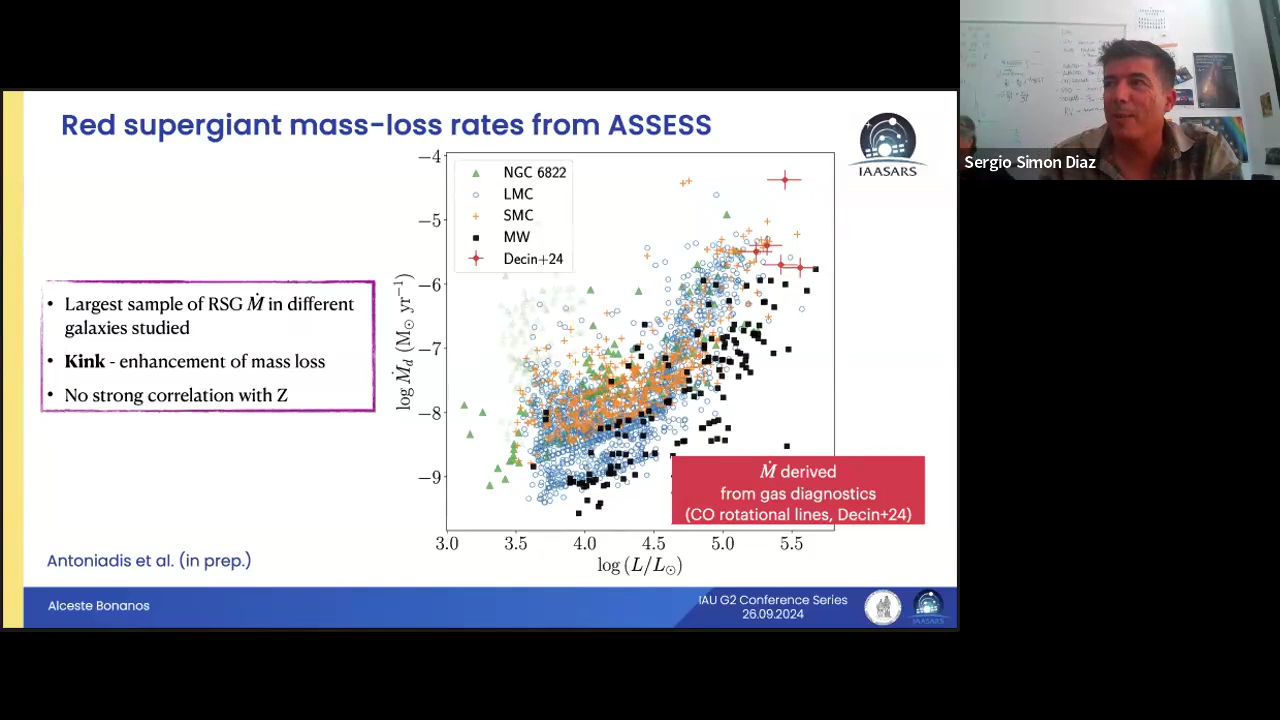 Red supergiant mass-loss rates from ASSESS
IAASARS
Sergio Simon Diaz
• Largest sample of RSG Ṁ in different
galaxies studied
• Kink - enhancement of mass loss
• No strong correlation with Z
NGC 6822
LMC
SMC
MW
Decin+24
−4
−5
−6
−7
−8
−9
log Ṁd (M⊙ yr−1)
3.0 3.5 4.0 4.5 5.0 5.5
log (L/L⊙)
Ṁ derived
from gas diagnostics
(CO rotational lines, Decin+24)
Antoniadis et al. (in prep.)
Alceste Bonanos
IAU G2 Conference Series
26.09.2024
IAASARS